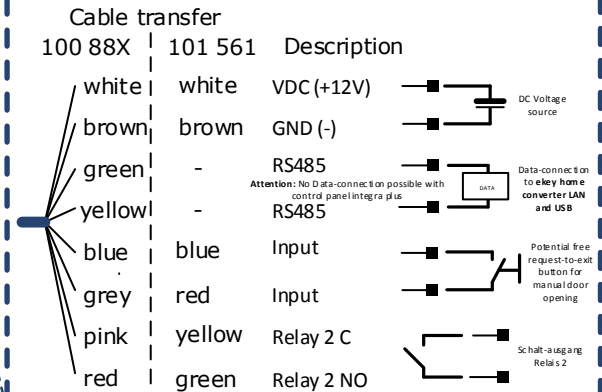 Cable transfer
100 88X 101 561 Description
white white VDC (+12V)
DC Voltage
source
brown brown GND (-)
green - RS485
Attention: No Data-connection possible with
control panel integra plus
yellow - RS485
DATA
Data-connection
to ekey home
converter LAN
and USB
blue blue Input
grey red Input
Potential free
request-to-exit
button for
manual door
opening
pink yellow Relay 2 C
red green Relay 2 NO
Schalt-ausgang
Relais 2